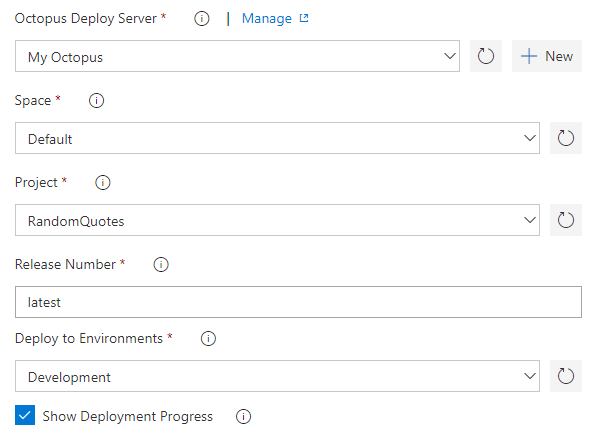 Octopus Deploy Server * | Manage
My Octopus
New
Space *
Default
Project *
RandomQuotes
Release Number *
latest
Deploy to Environments *
Development
Show Deployment Progress